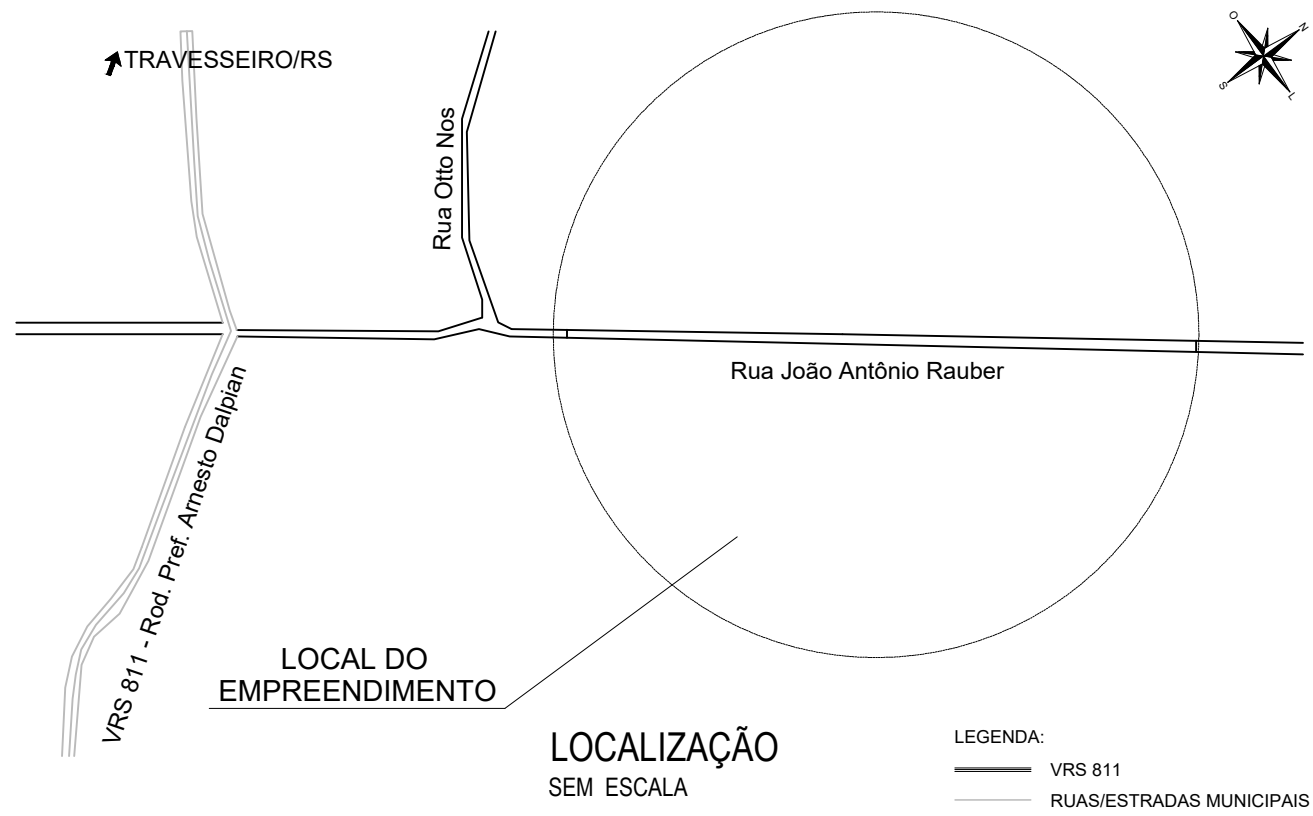 TRAVESSEIRO/RS
O
N
S
L
Rua Otto Nos
Rua João Antônio Rauber
VRS 811 - Rod. Pref. Arnesto Dalpian
LOCAL DO
EMPREENDIMENTO
LOCALIZAÇÃO
SEM ESCALA
LEGENDA:
VRS 811
RUAS/ESTRADAS MUNICIPAIS